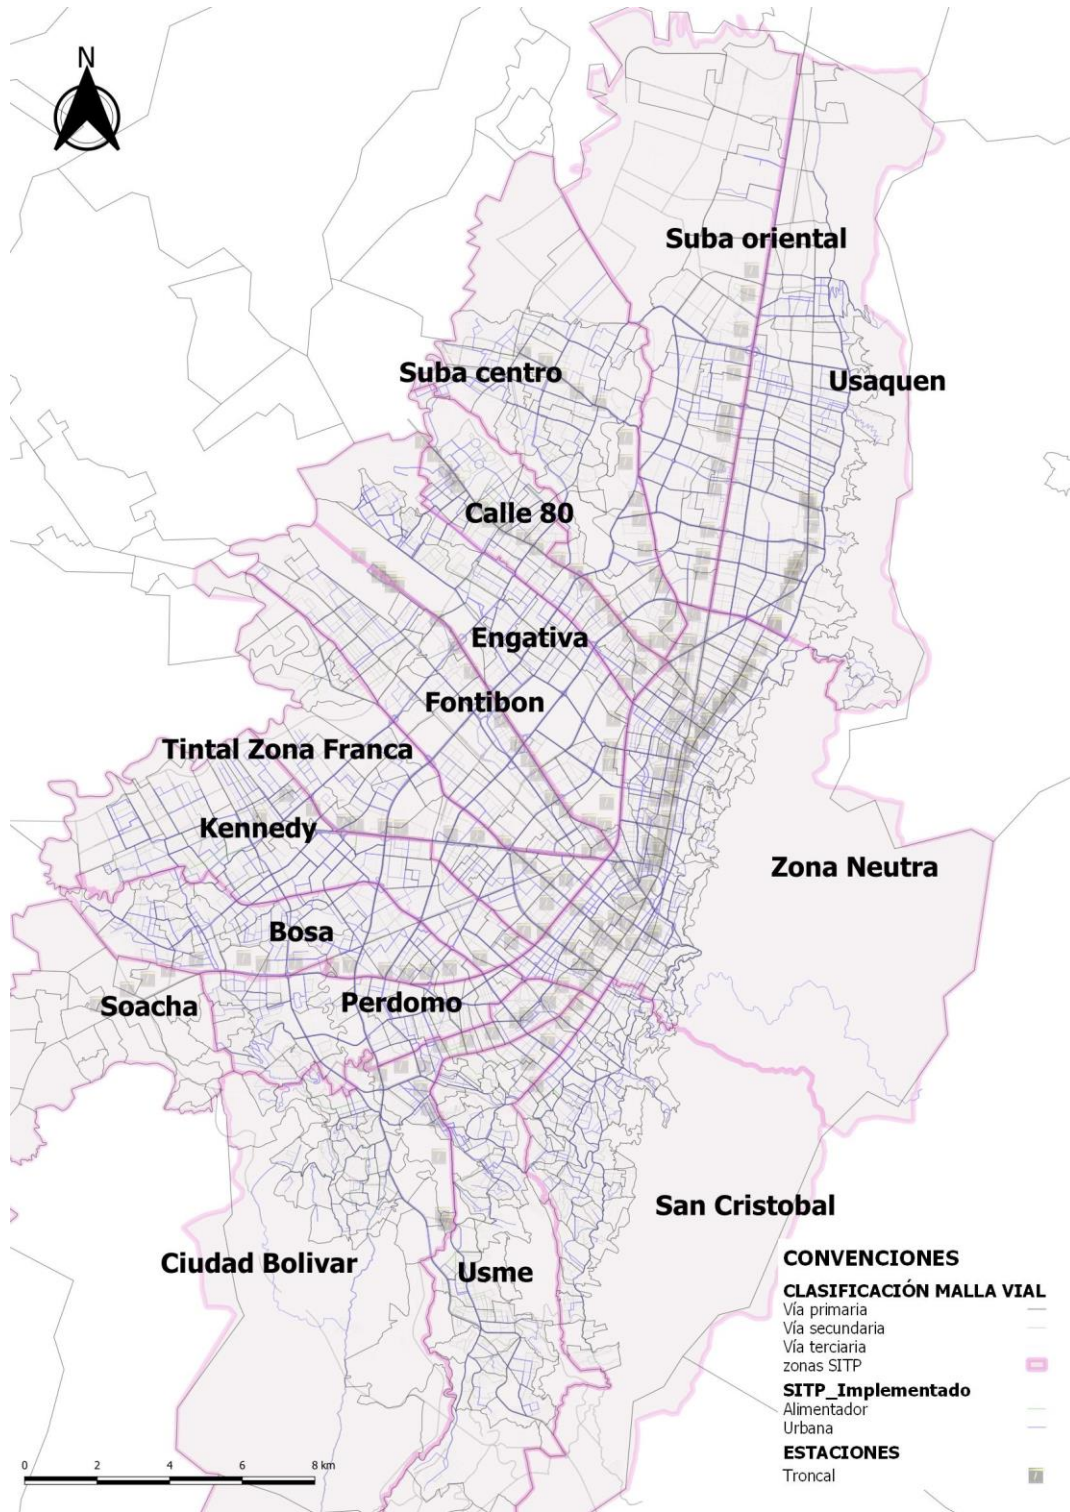 N
Suba oriental
Suba centro
Usaquen
Calle 80
Engativa
Fontibon
Tintal Zona Franca
Kennedy
Zona Neutra
Bosa
Soacha
Perdomo
San Cristobal
Ciudad Bolivar
Usme
CONVENCIONES
CLASIFICACIÓN MALLA VIAL
Vía primaria
Vía secundaria
Vía terciaria
zonas SITP
SITP_Implementado
Alimentador
Urbana
ESTACIONES
Troncal
0 2 4 6 8 km